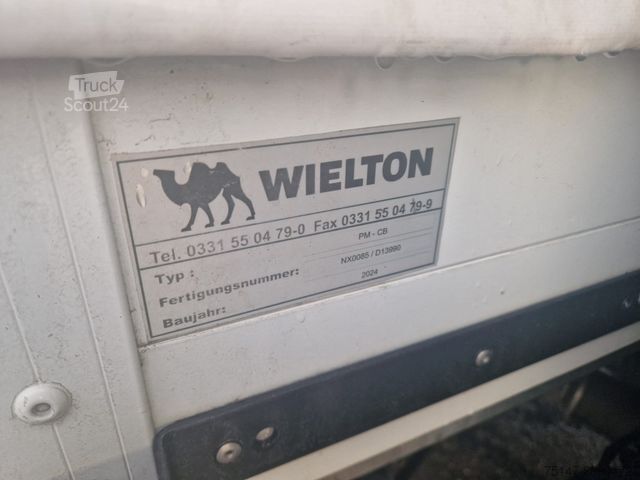 Truck
Scout24
WIELTON
Tel. 0331 55 04 79-0 Fax 0331 55 04 79-9
Typ : PM - CB
Fertigungsnummer: NX0085 / D13990
Baujahr: 2024